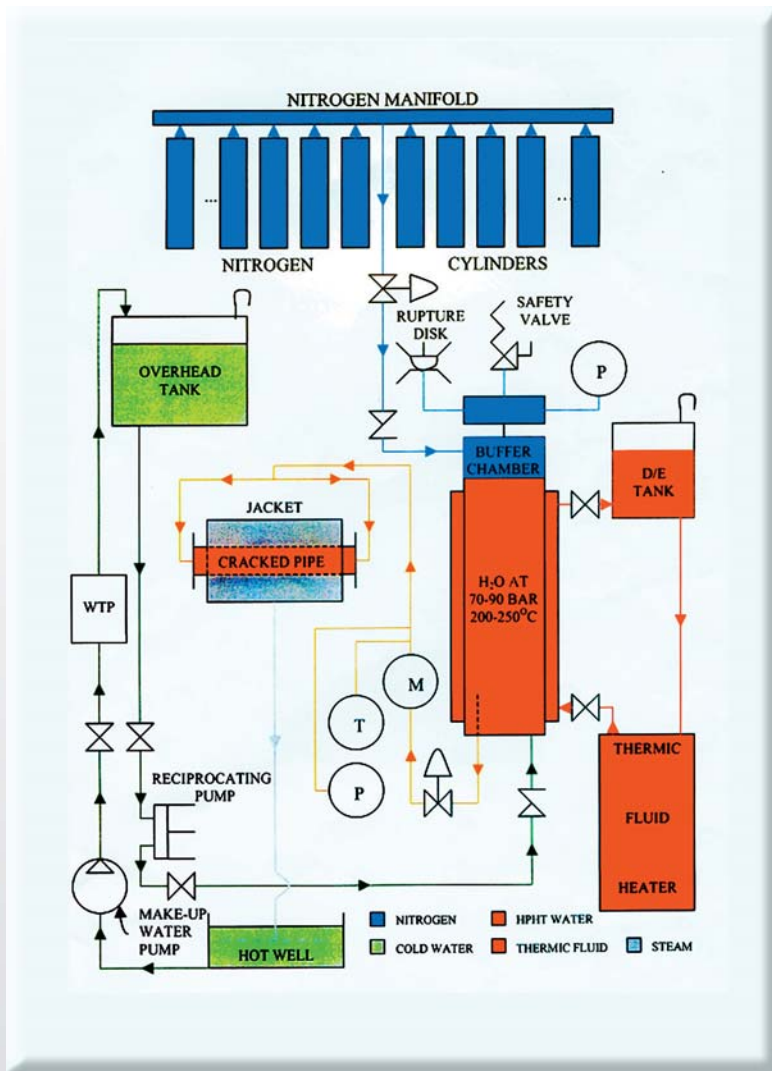 NITROGEN MANIFOLD
...
...
NITROGEN
CYLINDERS
SAFETY
VALVE
RUPTURE
DISK
P
OVERHEAD
TANK
BUFFER
CHAMBER
D/E
TANK
JACKET
CRACKED PIPE
H₂O AT
70-90 BAR
200-250°C
WTP
M
T
P
RECIPROCATING
PUMP
THERMIC
FLUID
HEATER
MAKE-UP
WATER
PUMP
HOT WELL
NITROGEN
HPHT WATER
COLD WATER
THERMIC FLUID
STEAM